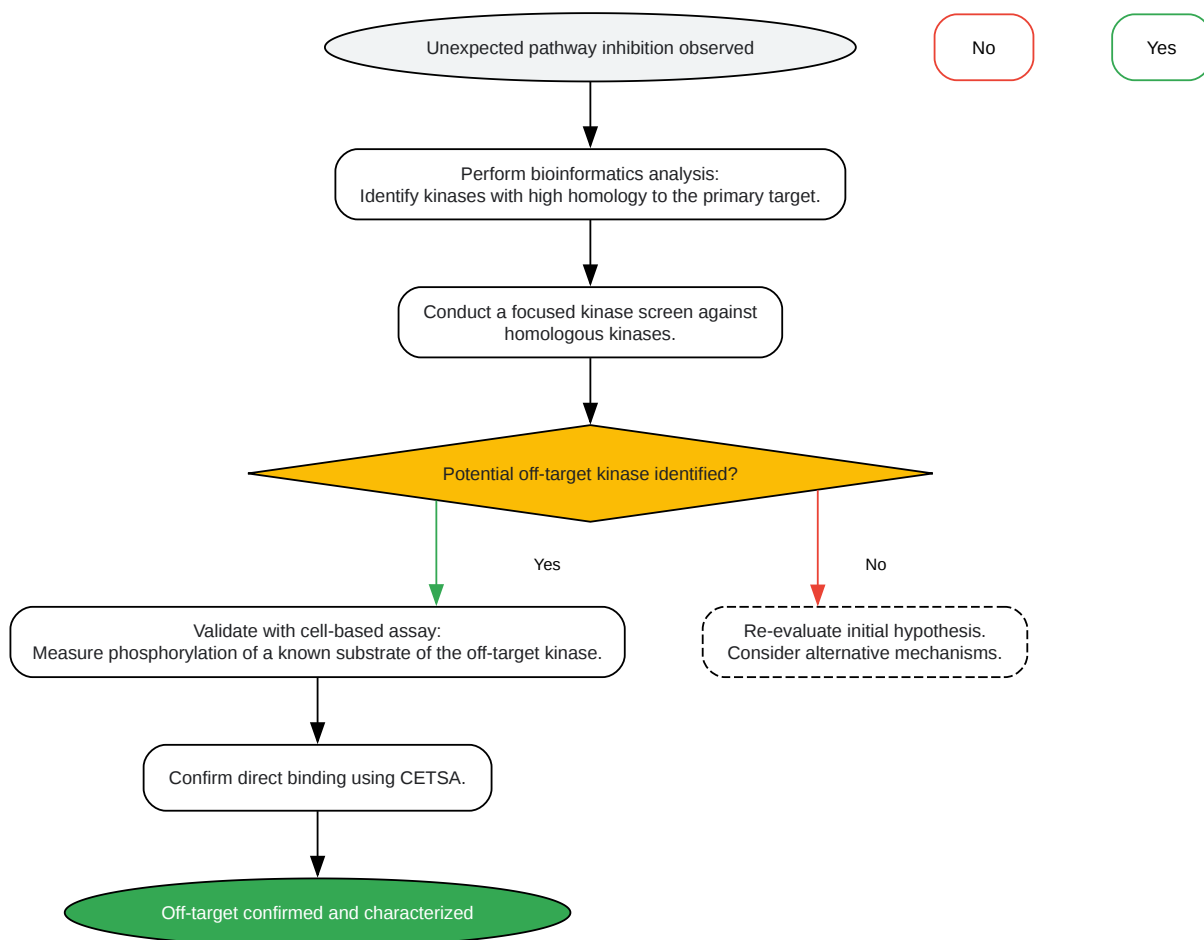 Unexpected pathway inhibition observed
No
Yes
Perform bioinformatics analysis:
Identify kinases with high homology to the primary target.
Conduct a focused kinase screen against
homologous kinases.
Potential off-target kinase identified?
Yes
No
Validate with cell-based assay:
Measure phosphorylation of a known substrate of the off-target kinase.
Re-evaluate initial hypothesis.
Consider alternative mechanisms.
Confirm direct binding using CETSA.
Off-target confirmed and characterized